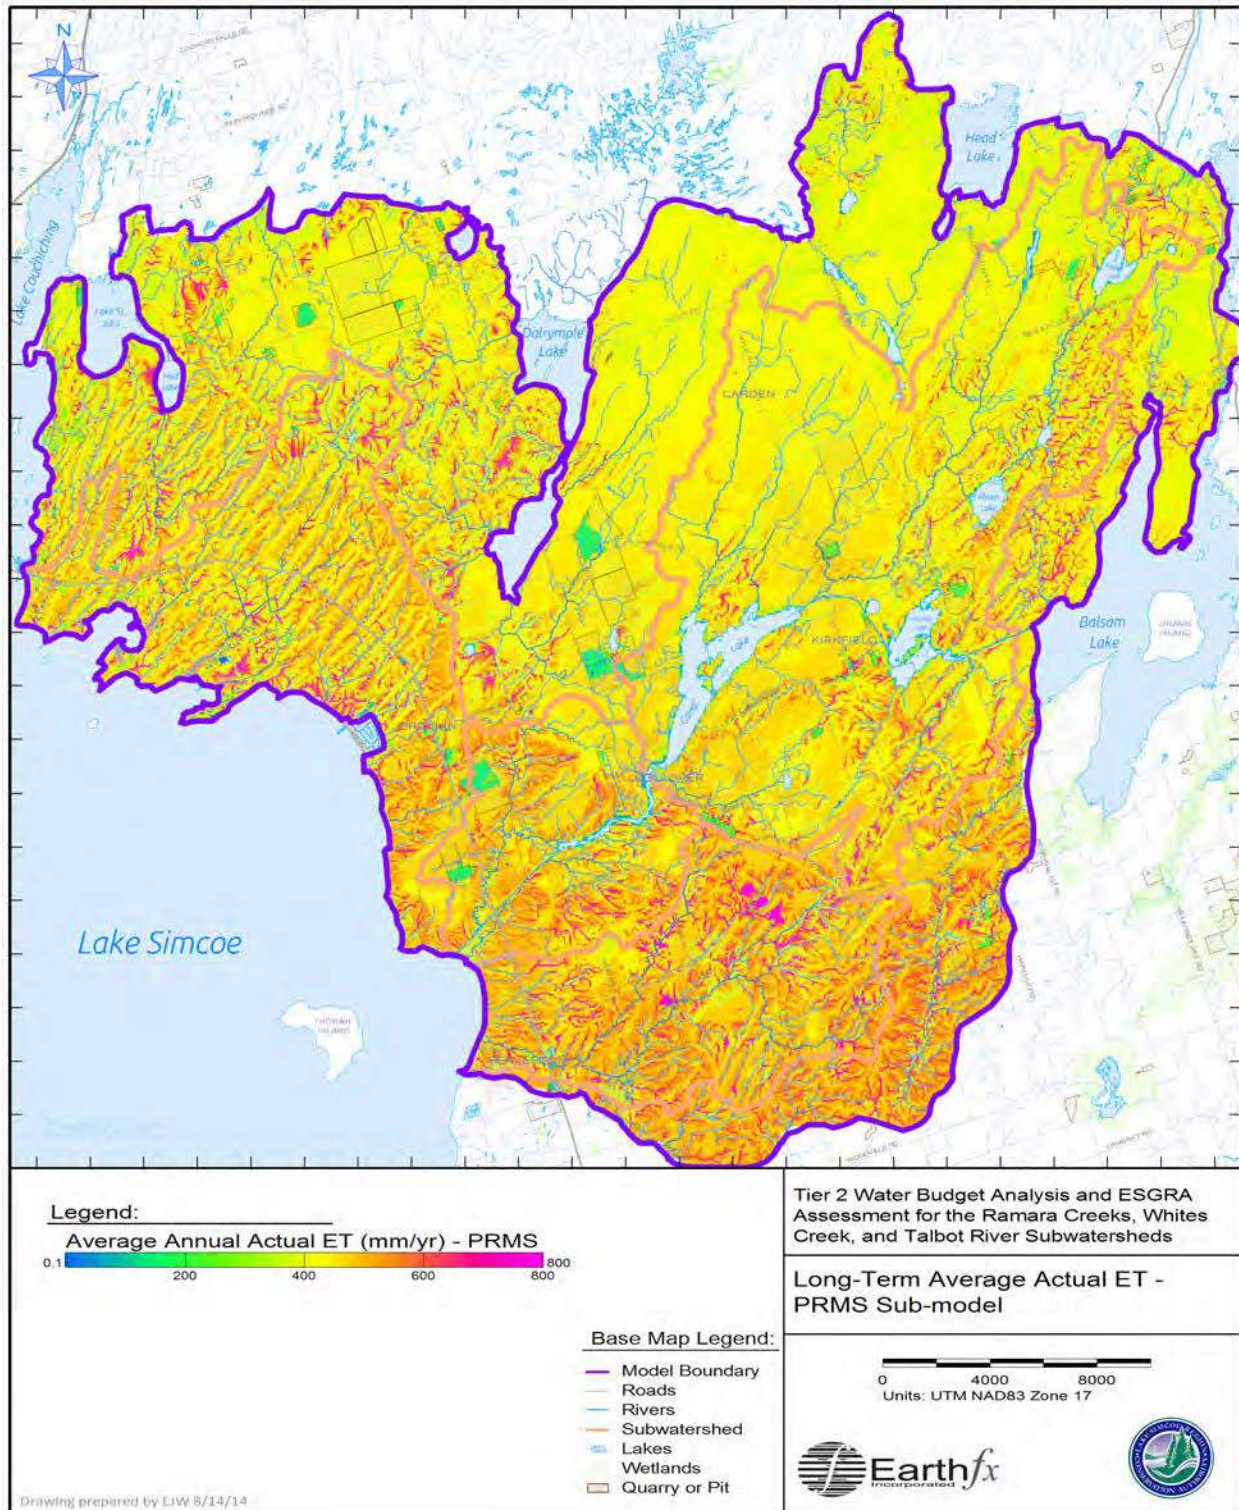 N
Head
Lake
Lake Couchiching
Dalrymple
Lake
CARDEN
KIRKFIELD
Balsam
Lake
Lake Simcoe
THORAH
ISLAND
Legend:
Average Annual Actual ET (mm/yr) - PRMS
0.1
800
200
400
600
800
Base Map Legend:
Model Boundary
Roads
Rivers
Subwatershed
Lakes
Wetlands
Quarry or Pit
Drawing prepared by EJW 8/14/14
Tier 2 Water Budget Analysis and ESGRA
Assessment for the Ramara Creeks, Whites
Creek, and Talbot River Subwatersheds
Long-Term Average Actual ET -
PRMS Sub-model
0
4000
8000
Units: UTM NAD83 Zone 17
Earthfx
Incorporated